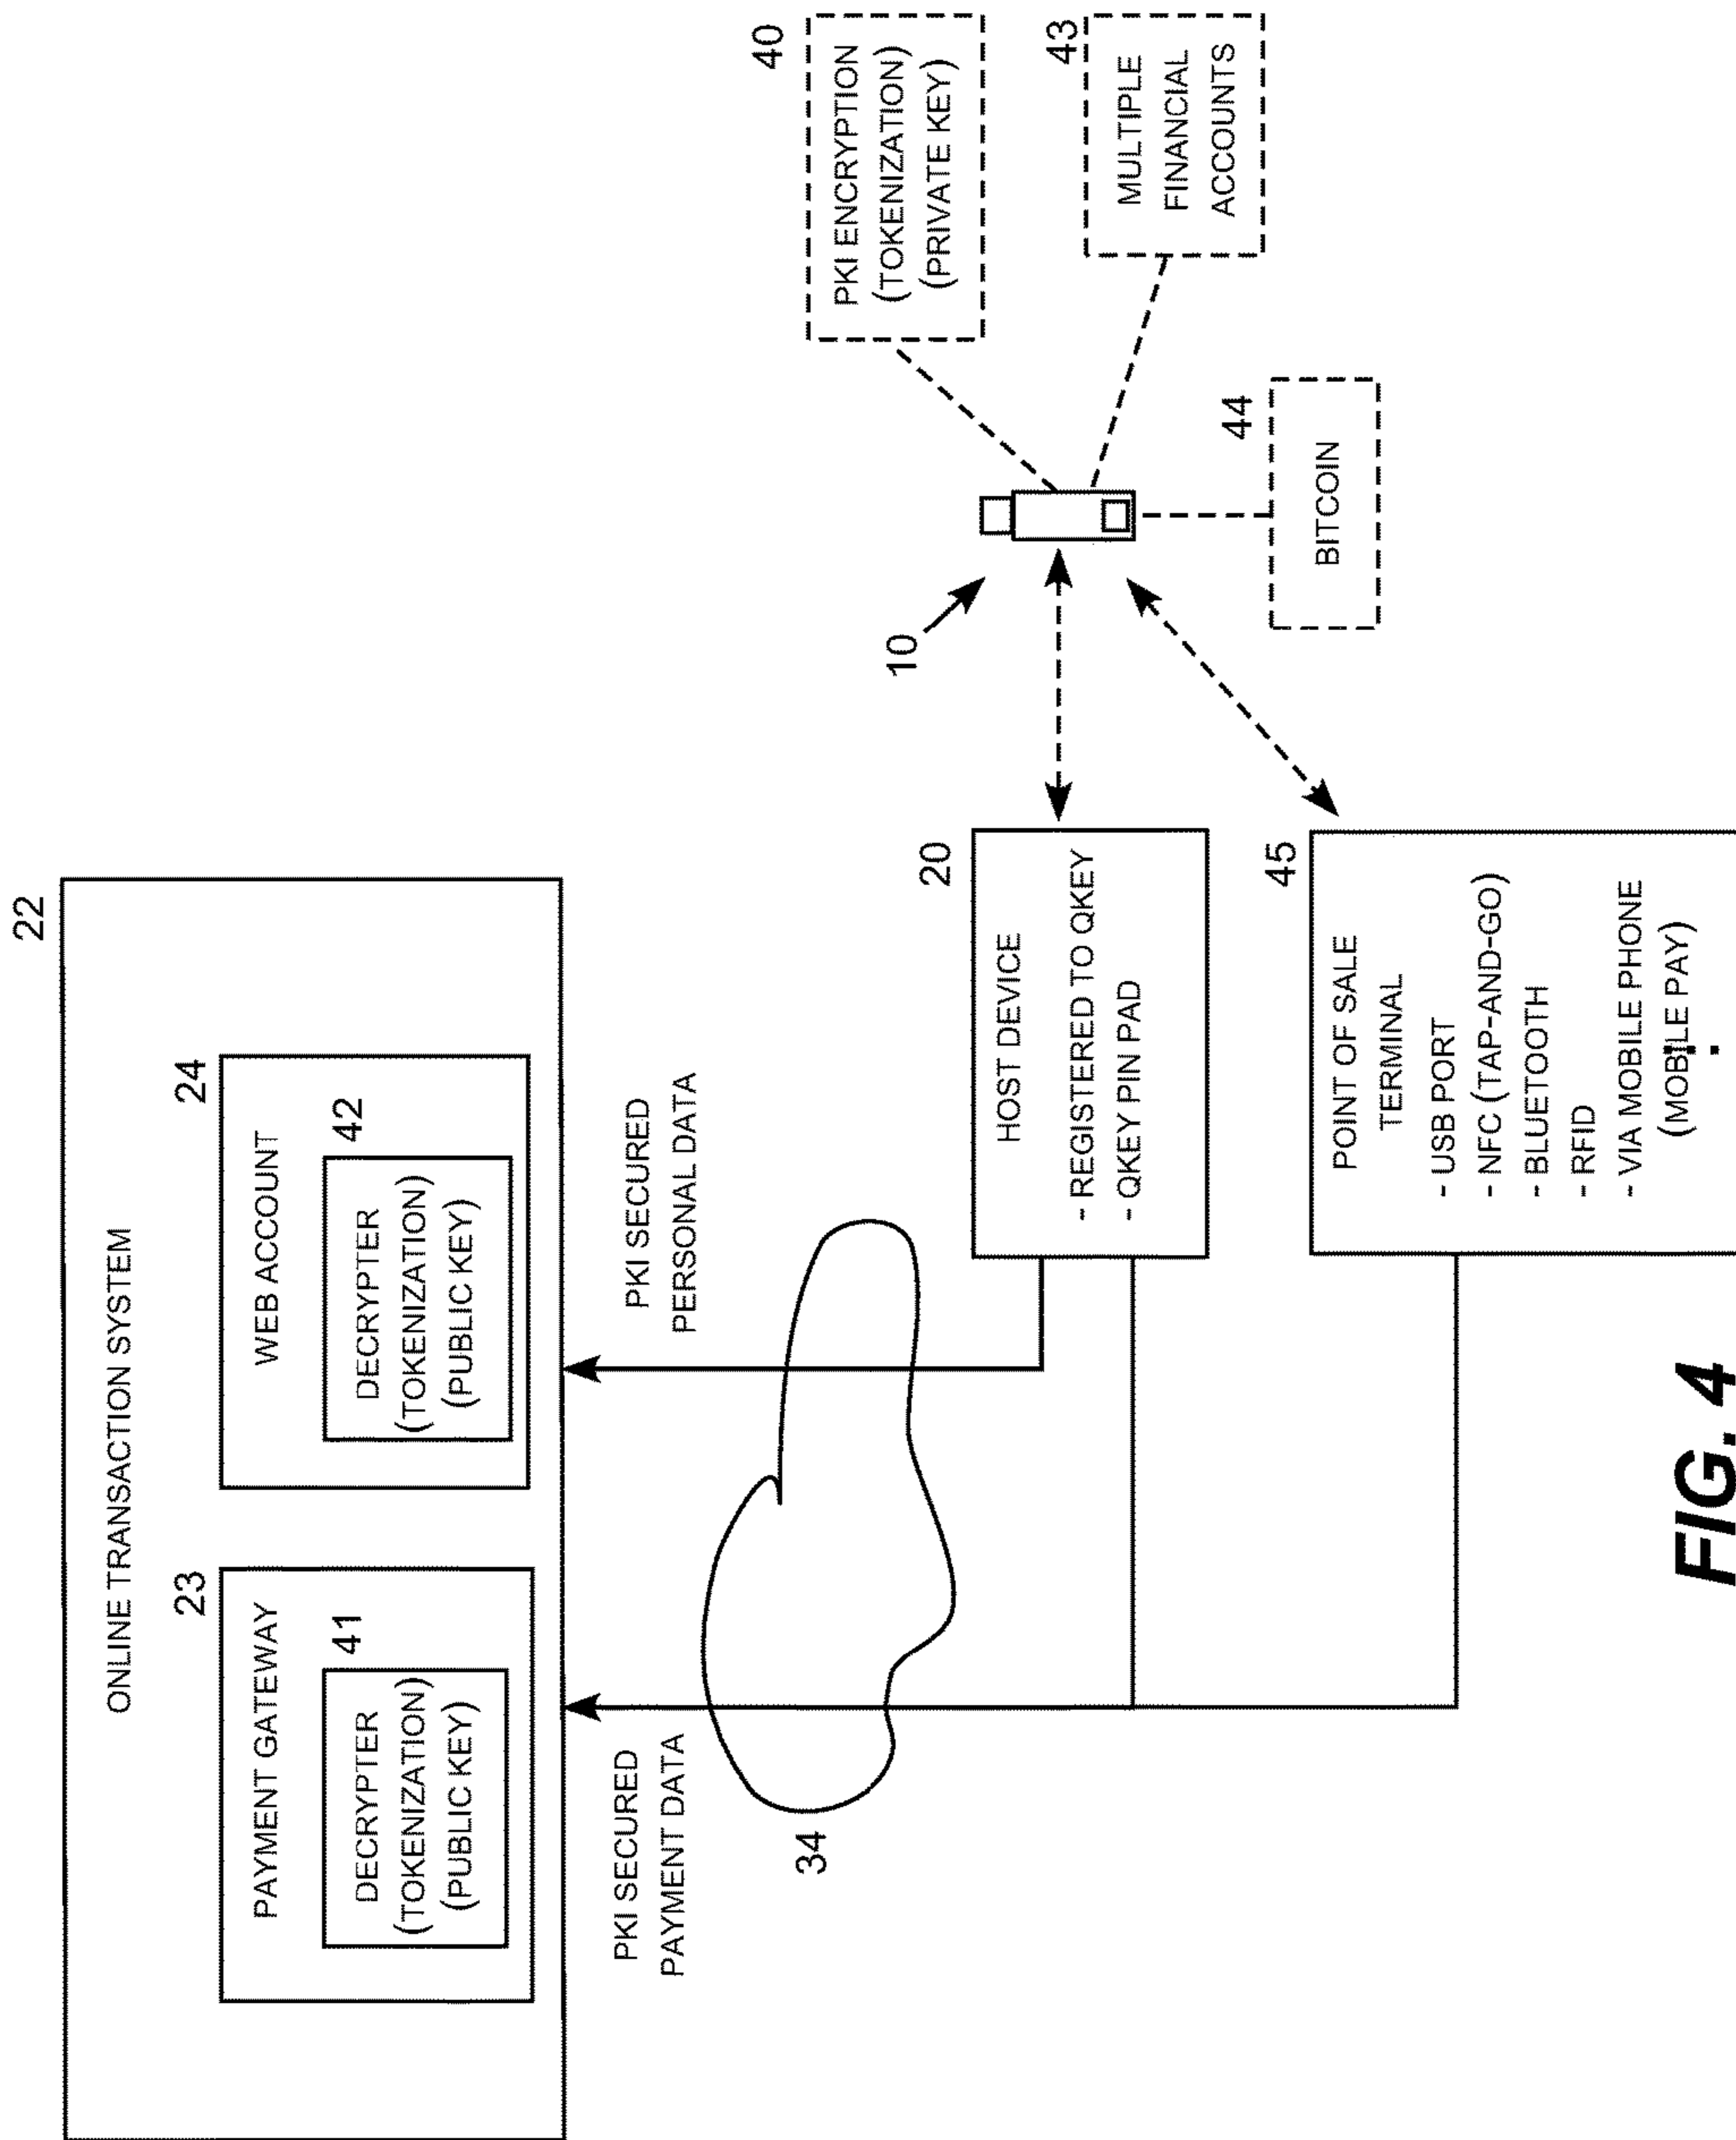 22
ONLINE TRANSACTION SYSTEM
23
PAYMENT GATEWAY
41
DECRYPTER
(TOKENIZATION)
(PUBLIC KEY)
24
WEB ACCOUNT
42
DECRYPTER
(TOKENIZATION)
(PUBLIC KEY)
PKI SECURED
PAYMENT DATA
PKI SECURED
PERSONAL DATA
34
20
HOST DEVICE
- REGISTERED TO QKEY
- QKEY PIN PAD
10
40
PKI ENCRYPTION
(TOKENIZATION)
(PRIVATE KEY)
43
MULTIPLE
FINANCIAL
ACCOUNTS
44
BITCOIN
45
POINT OF SALE
TERMINAL
- USB PORT
- NFC (TAP-AND-GO)
- BLUETOOTH
- RFID
- VIA MOBILE PHONE
(MOBILE PAY)
FIG. 4